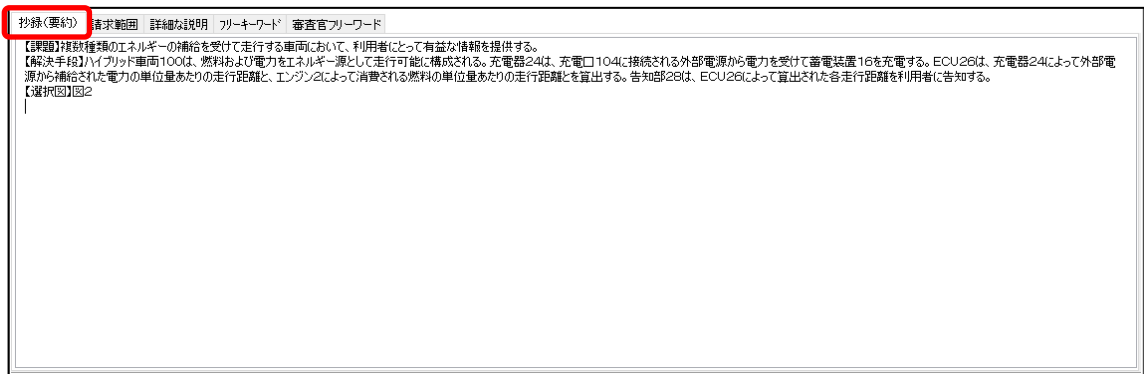 抄録(要約) 請求範囲 詳細な説明 フリーキーワード 審査官フリーワード
【課題】複数種類のエネルギーの補給を受けて走行する車両において、利用者にとって有益な情報を提供する。
【解決手段】ハイブリッド車両100は、燃料および電力をエネルギー源として走行可能に構成される。充電器24は、充電口104に接続される外部電源から電力を受けて蓄電装置16を充電する。ECU26は、充電器24によって外部電
源から補給された電力の単位量あたりの走行距離と、エンジン2によって消費される燃料の単位量あたりの走行距離とを算出する。告知部28は、ECU26によって算出された各走行距離を利用者に告知する。
【選択図】図2